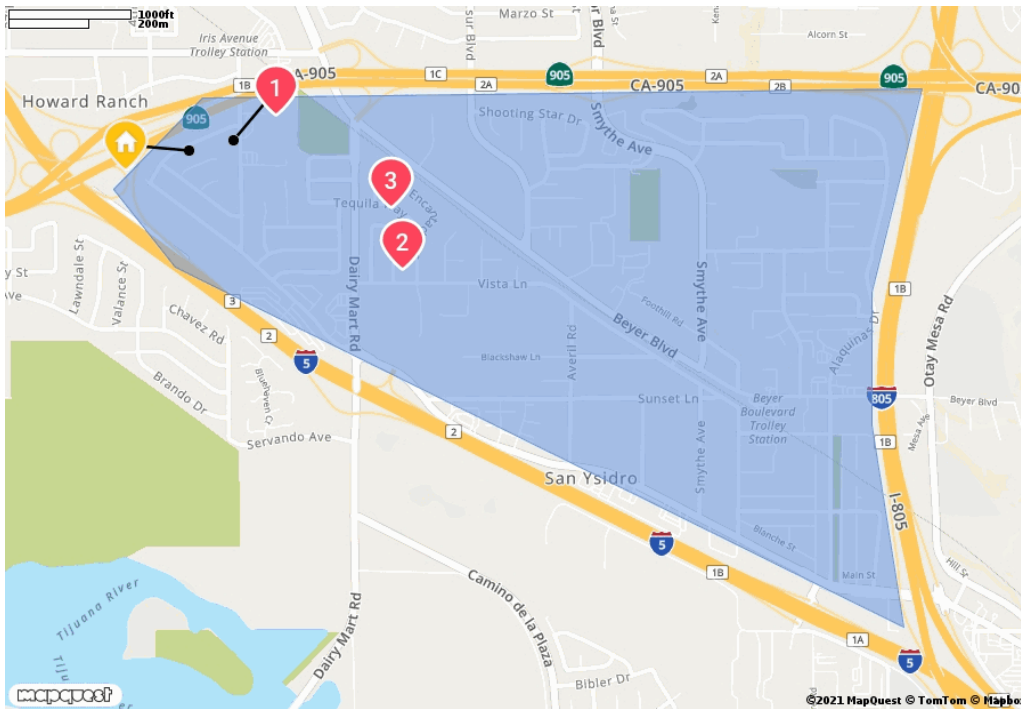 1000ft
200m
Marzo St
Iris Avenue
Trolley Station
Alcorn St
CA-905
1B
1C
2A
905
CA-905
2A
2B
905
Howard Ranch
905
1
Shooting Star Dr
Smythe Ave
3
Tequila Way
2
Lawndale St
Valance St
Dairy Mart Rd
Vista Ln
Smythe Ave
Foothill Rd
Beyer Blvd
Alaquinas Dr
1B
Otay Mesa Rd
3
Chavez Rd
2
5
Blackshaw Ln
Averil Rd
Brando Dr
Bluehaven Ct
Sunset Ln
Beyer
Boulevard
Trolley
Station
805
Beyer Blvd
Mesa Ave
Servando Ave
2
1B
Smythe Ave
San Ysidro
I-805
5
Blanche St
1B
Main St
Hill St
Camino de la Plaza
Tijuana River
Dairy Mart Rd
1A
5
Bibler Dr
mapquest
©2021 MapQuest © TomTom © Mapbo